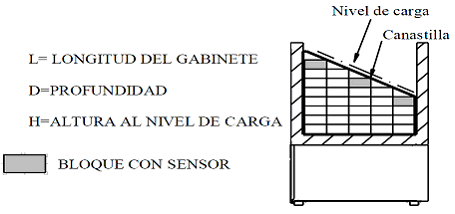 Nivel de carga
Canastilla
L= LONGITUD DEL GABINETE
D=PROFUNDIDAD
H=ALTURA AL NIVEL DE CARGA
BLOQUE CON SENSOR